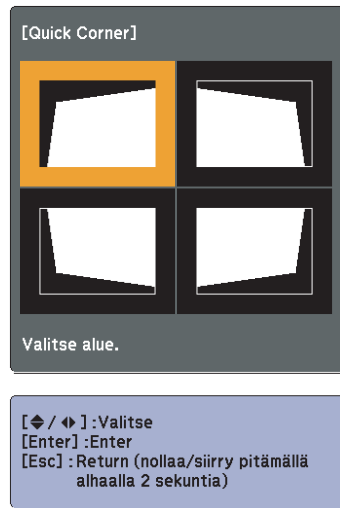 [Quick Corner]
Valitse alue.
[ / ] :Valitse
[Enter] :Enter
[Esc] : Return (nollaa/siirry pitämällä
alhaalla 2 sekuntia)